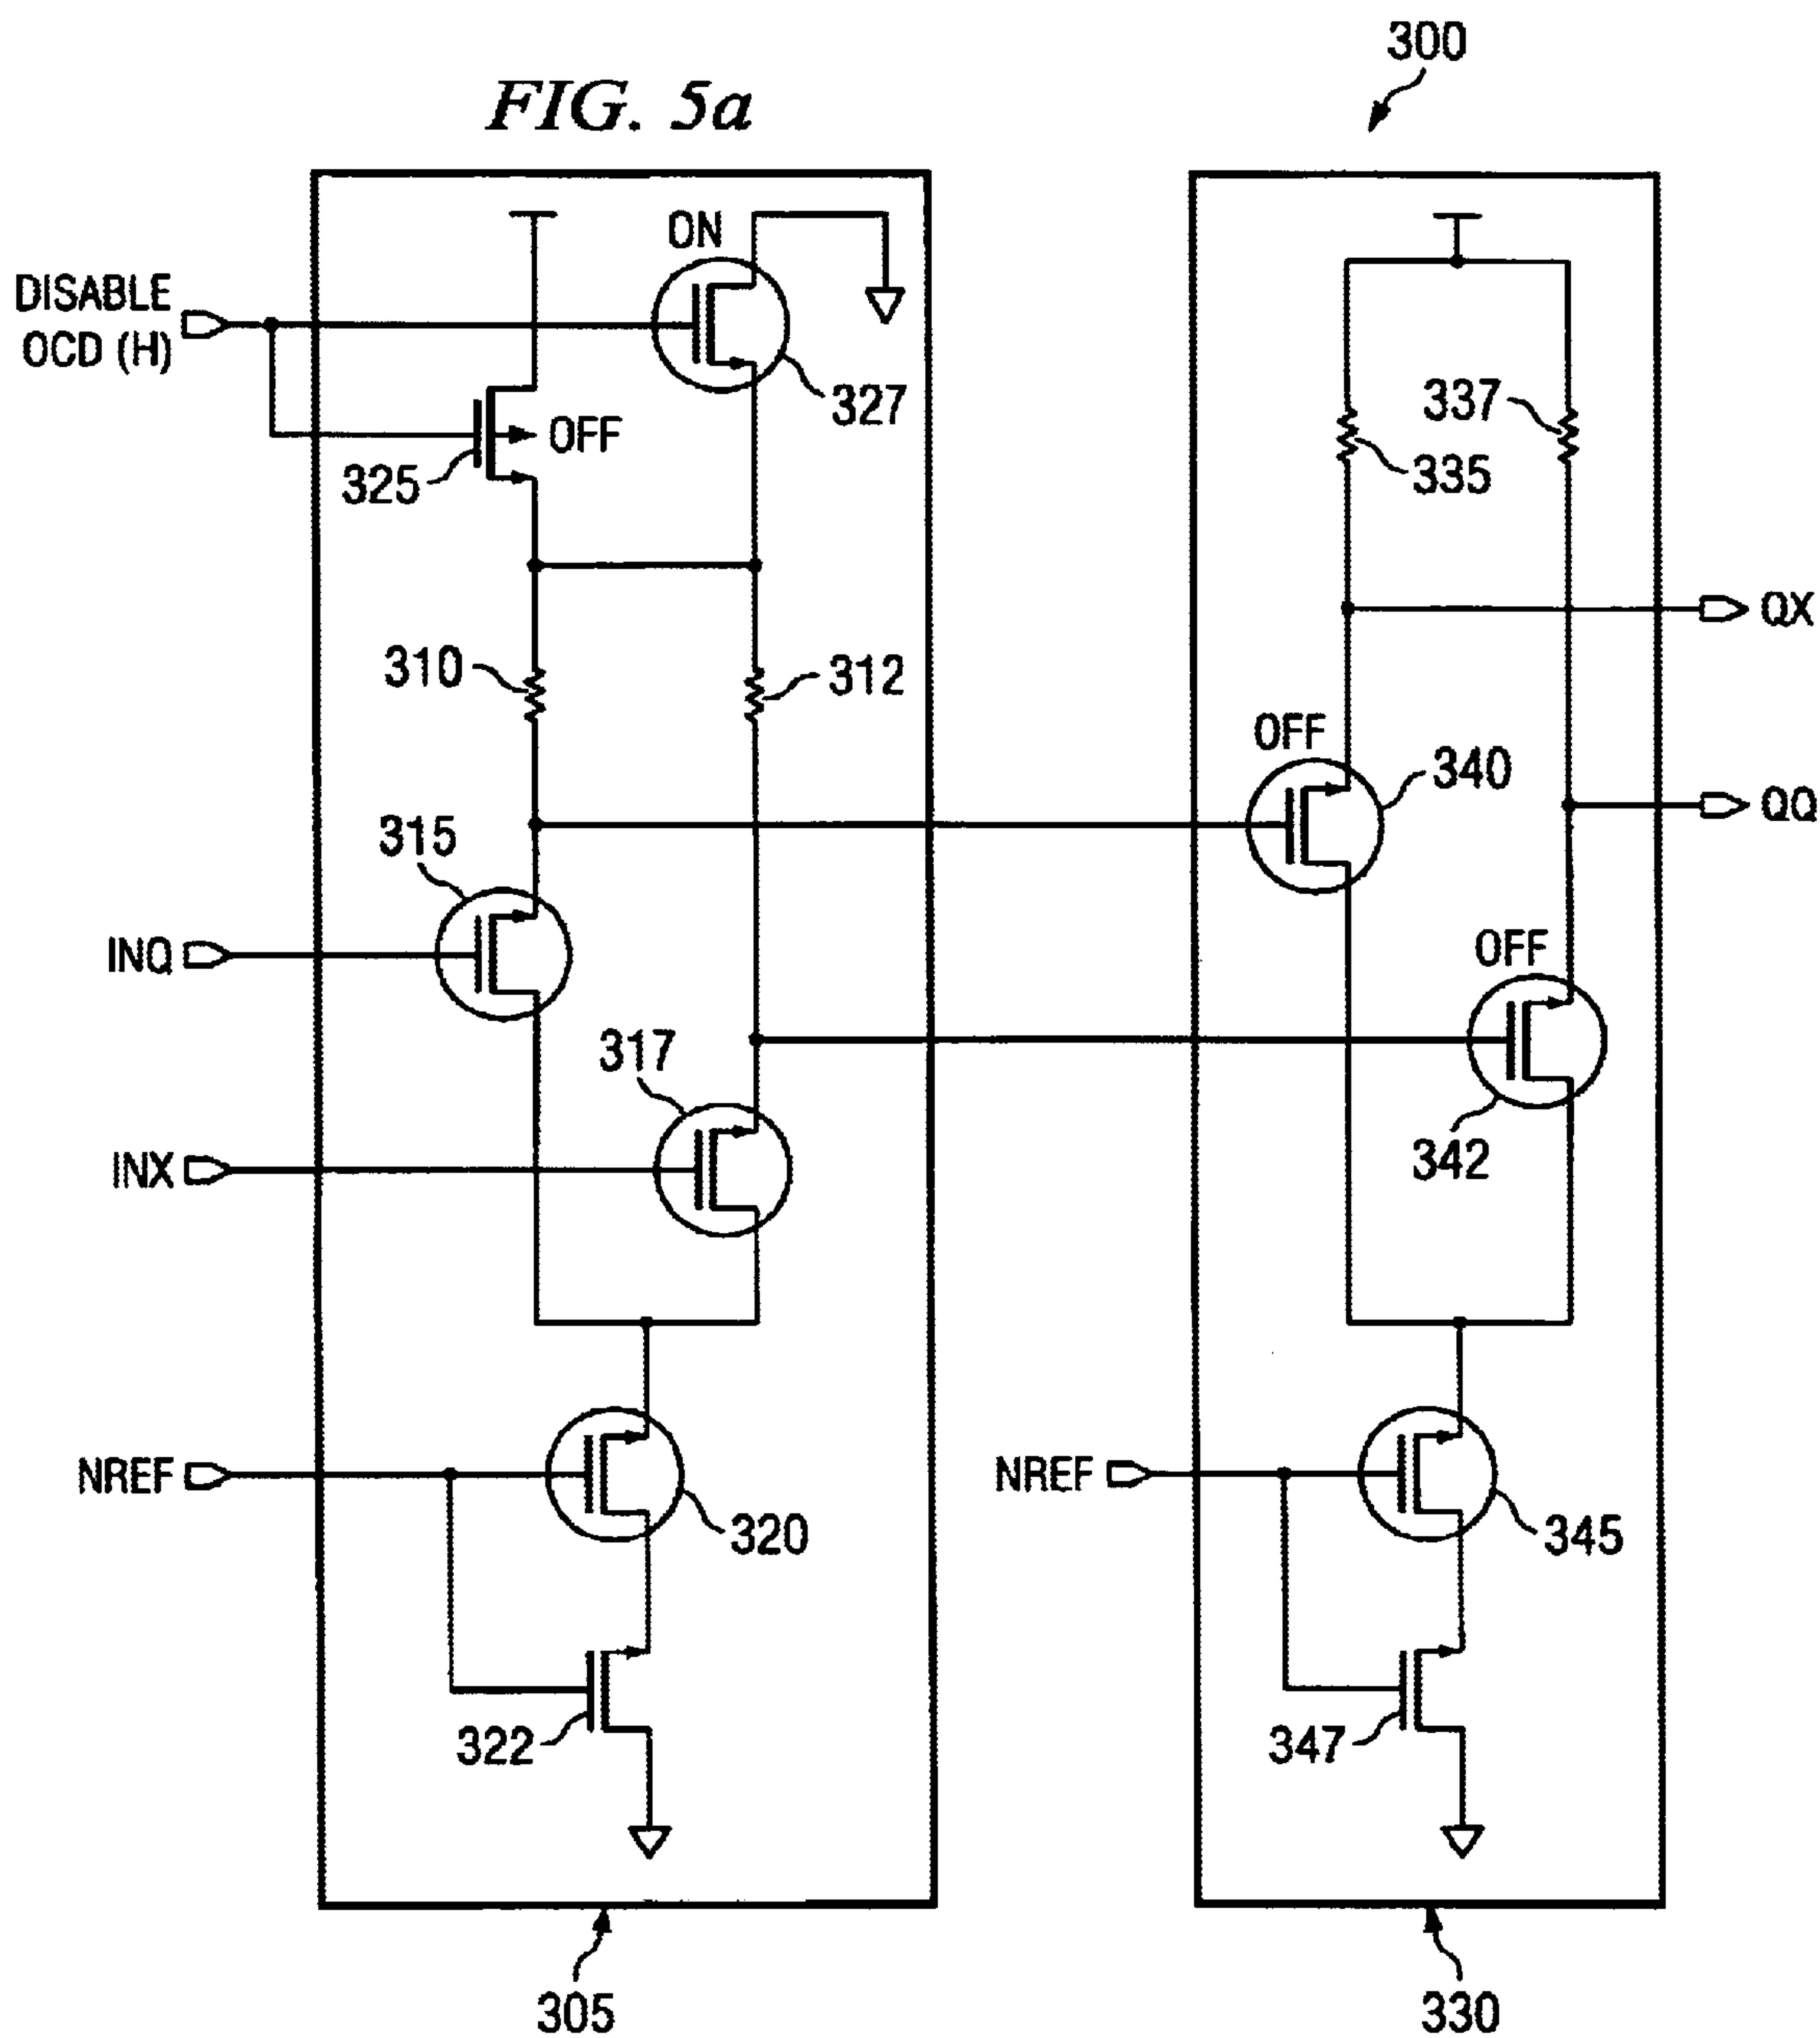 300
FIG. 5a
ON
DISABLE
OCD (H)
327
OFF
325
337
335
QX
310
312
OFF
340
QQ
315
INQ
OFF
317
342
INX
NREF
320
NREF
345
322
347
305
330